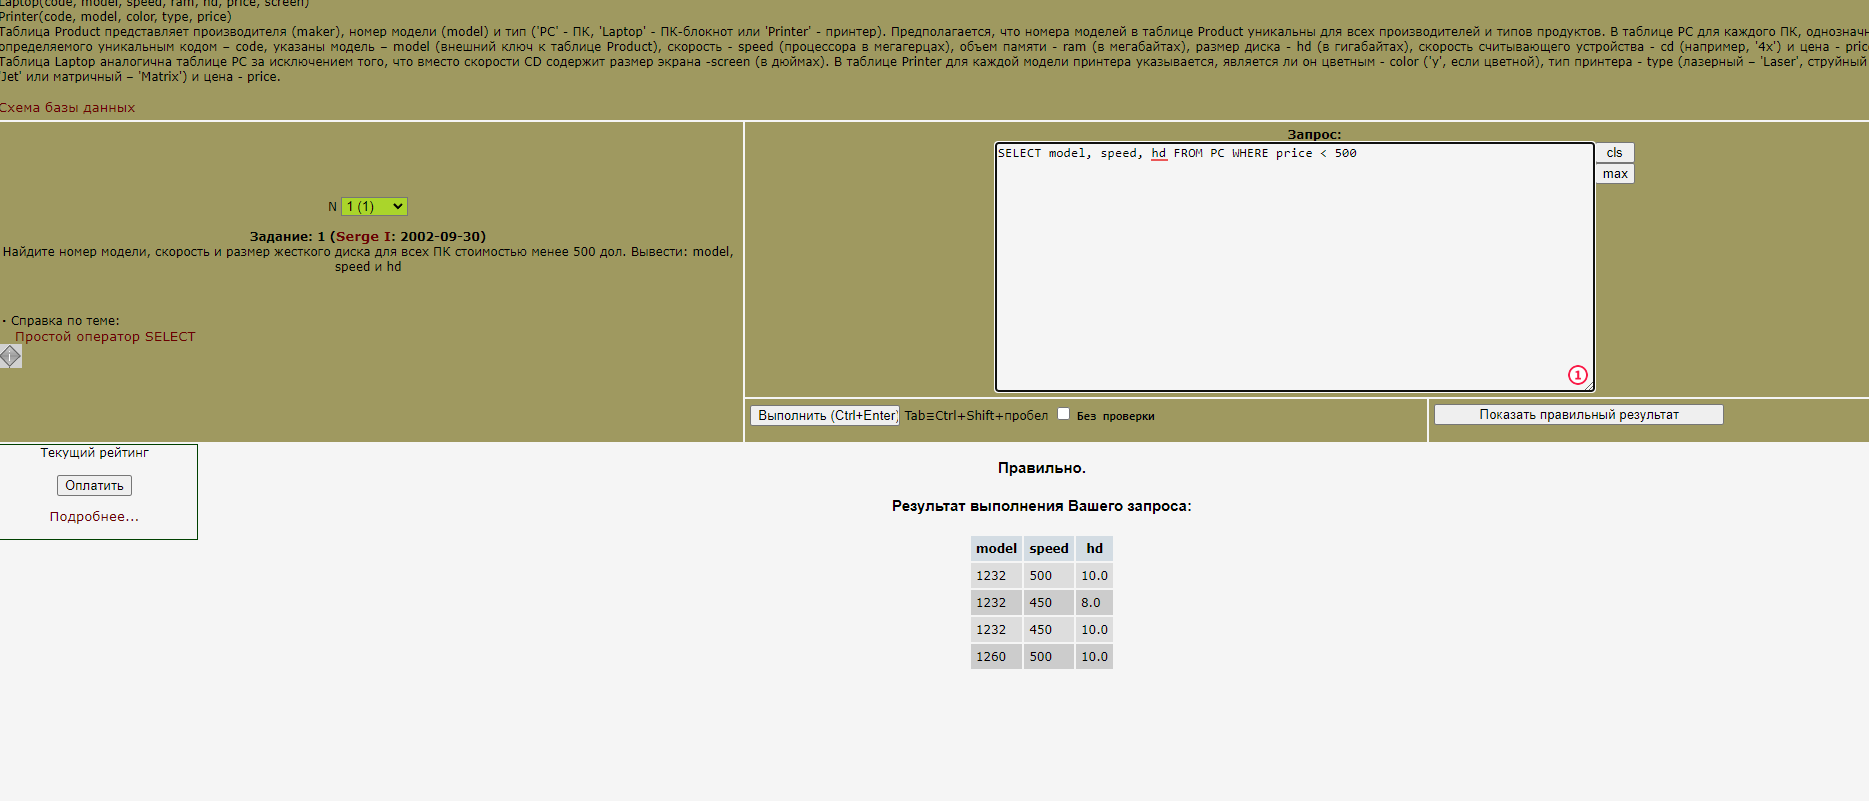 Laptop(code, model, speed, ram, hd, price, screen)
Printer(code, model, color, type, price)
Таблица Product представляет производителя (maker), номер модели (model) и тип ('PC' - ПК, 'Laptop' - ПК-блокнот или 'Printer' - принтер). Предполагается, что номера моделей в таблице Product уникальны для всех производителей и типов продуктов. В таблице PC для каждого ПК, однозначн
определяемого уникальным кодом – code, указаны модель – model (внешний ключ к таблице Product), скорость - speed (процессора в мегагерцах), объем памяти - ram (в мегабайтах), размер диска - hd (в гигабайтах), скорость считывающего устройства - cd (например, '4x') и цена - pric
Таблица Laptop аналогична таблице PC за исключением того, что вместо скорости CD содержит размер экрана -screen (в дюймах). В таблице Printer для каждой модели принтера указывается, является ли он цветным - color ('y', если цветной), тип принтера - type (лазерный – 'Laser', струйный
'Jet' или матричный – 'Matrix') и цена - price.
Схема базы данных
Запрос:
SELECT model, speed, hd FROM PC WHERE price < 500
cls
max
N 1 (1)
Задание: 1 (Serge I: 2002-09-30)
Найдите номер модели, скорость и размер жесткого диска для всех ПК стоимостью менее 500 дол. Вывести: model,
speed и hd
· Справка по теме:
Простой оператор SELECT
i
1
Выполнить (Ctrl+Enter) Tab≡Ctrl+Shift+пробел Без проверки
Показать правильный результат
Текущий рейтинг
Оплатить
Подробнее...
Правильно.
Результат выполнения Вашего запроса:
model speed hd
1232 500 10.0
1232 450 8.0
1232 450 10.0
1260 500 10.0